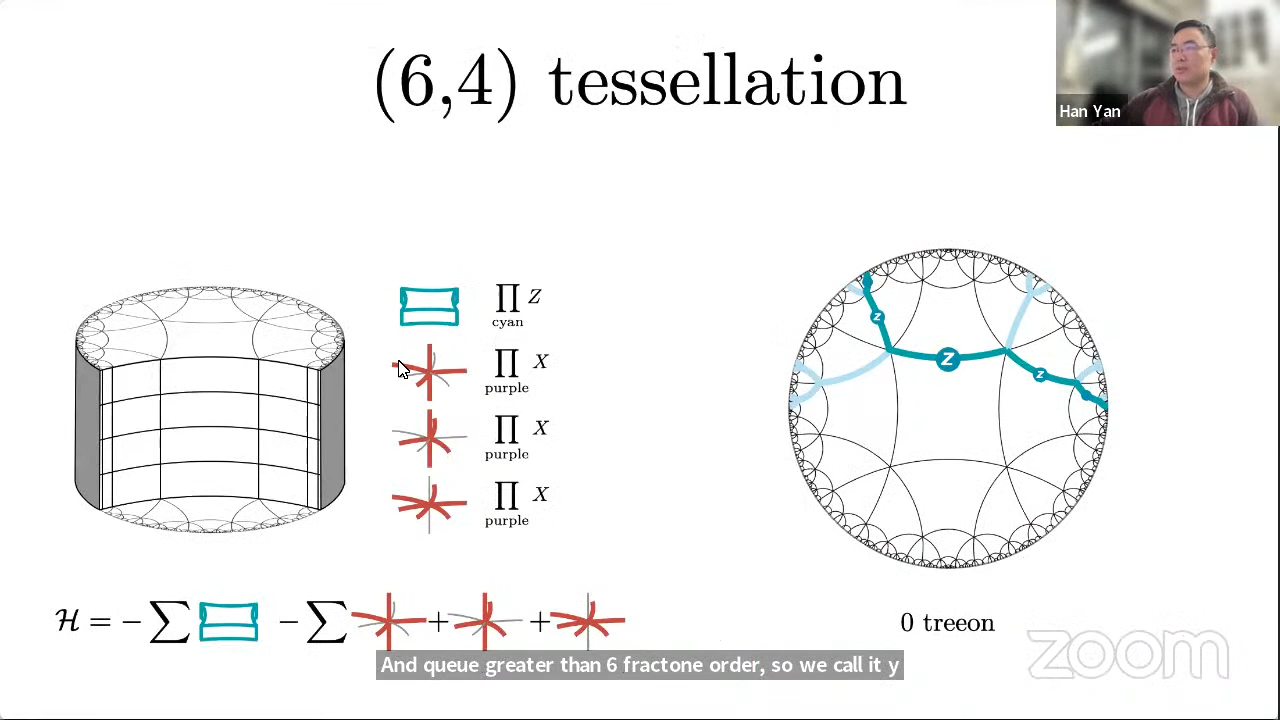 (6,4) tessellation
Han Yan
∏ Z
cyan
∏ X
purple
∏ X
purple
∏ X
purple
z
Z
z
ℋ = − ∑ − ∑ + +
0 treeon
zoom
And queue greater than 6 fractone order, so we call it y